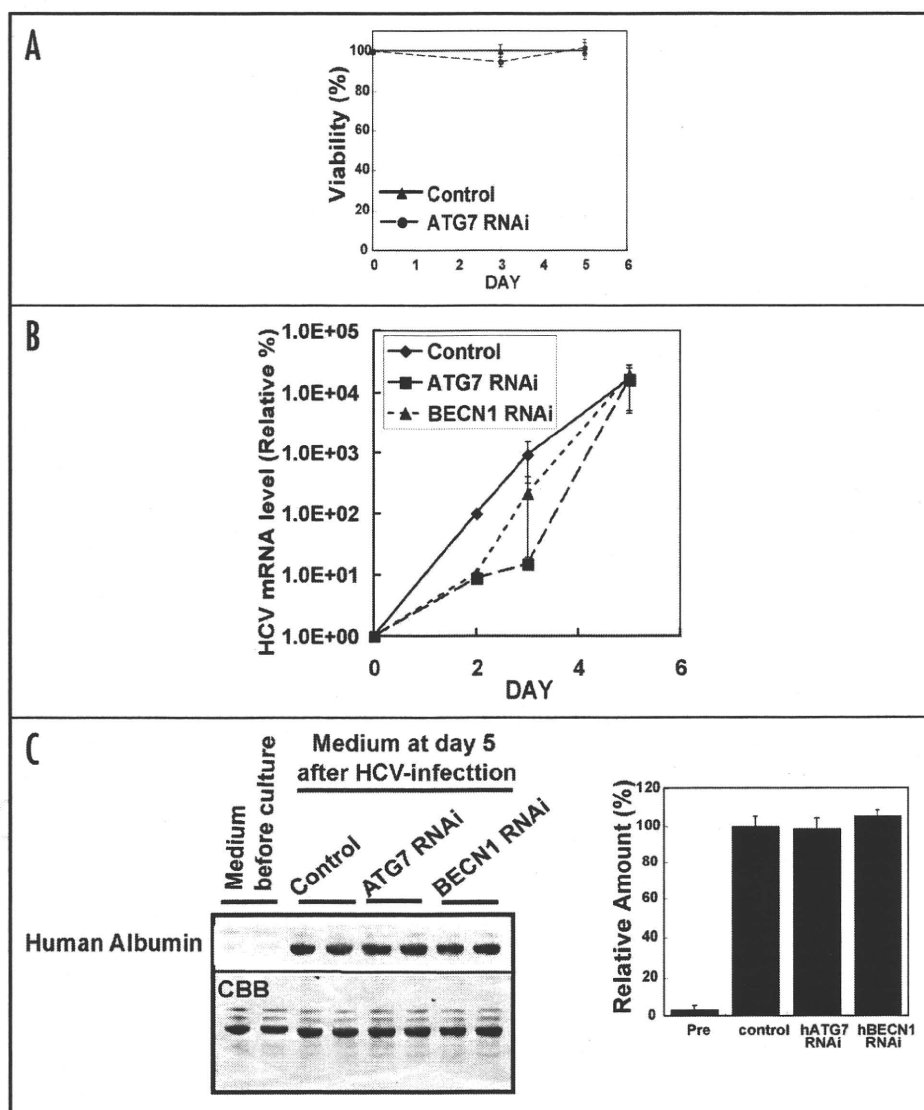 A
Viability (%)
100
80
60
40
20
0
Control
ATG7 RNAi
0 1 2 3 4 5 6
DAY
B
HCV mRNA level (Relative %)
1.0E+05
1.0E+04
1.0E+03
1.0E+02
1.0E+01
1.0E+00
Control
ATG7 RNAi
BECN1 RNAi
0 2 4 6
DAY
C
Medium at day 5
after HCV-infecttion
Medium
before culture
Control
ATG7 RNAi
BECN1 RNAi
Human Albumin
CBB
Relative Amount (%)
120
100
80
60
40
20
0
Pre control hATG7 hBECN1
RNAi RNAi